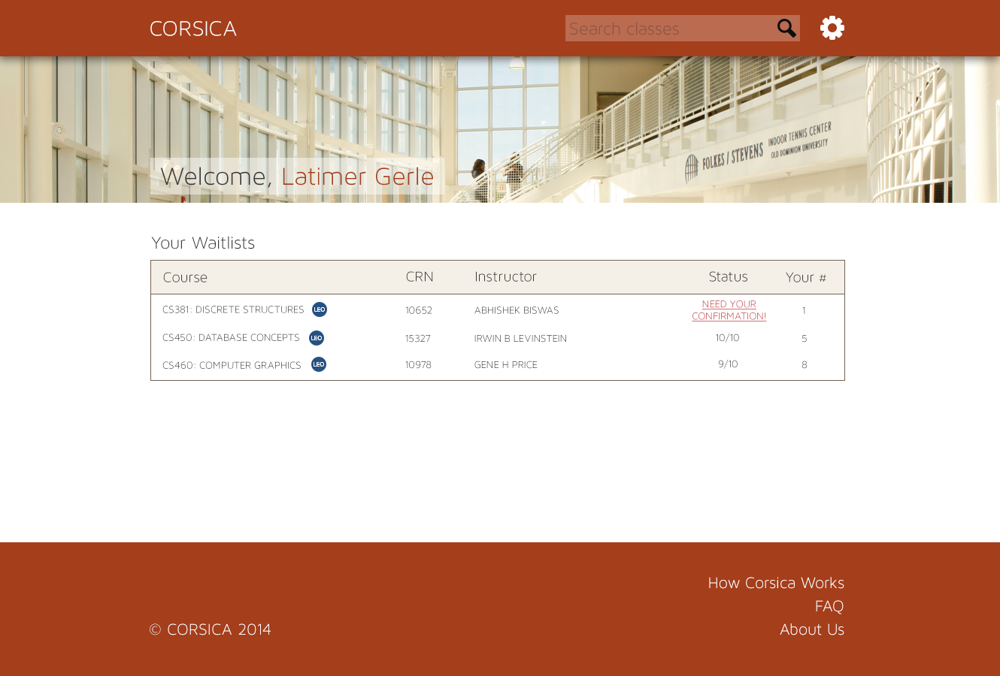 CORSICA
Search classes
FOLKES / STEVENS
INDOOR TENNIS CENTER
OLD DOMINION UNIVERSITY
Welcome, Latimer Gerle
Your Waitlists
Course CRN Instructor Status Your #
CS381: DISCRETE STRUCTURES LEO 10652 ABHISHEK BISWAS NEED YOUR CONFIRMATION! 1
CS450: DATABASE CONCEPTS LEO 15327 IRWIN B LEVINSTEIN 10/10 5
CS460: COMPUTER GRAPHICS LEO 10978 GENE H PRICE 9/10 8
How Corsica Works
FAQ
© CORSICA 2014
About Us